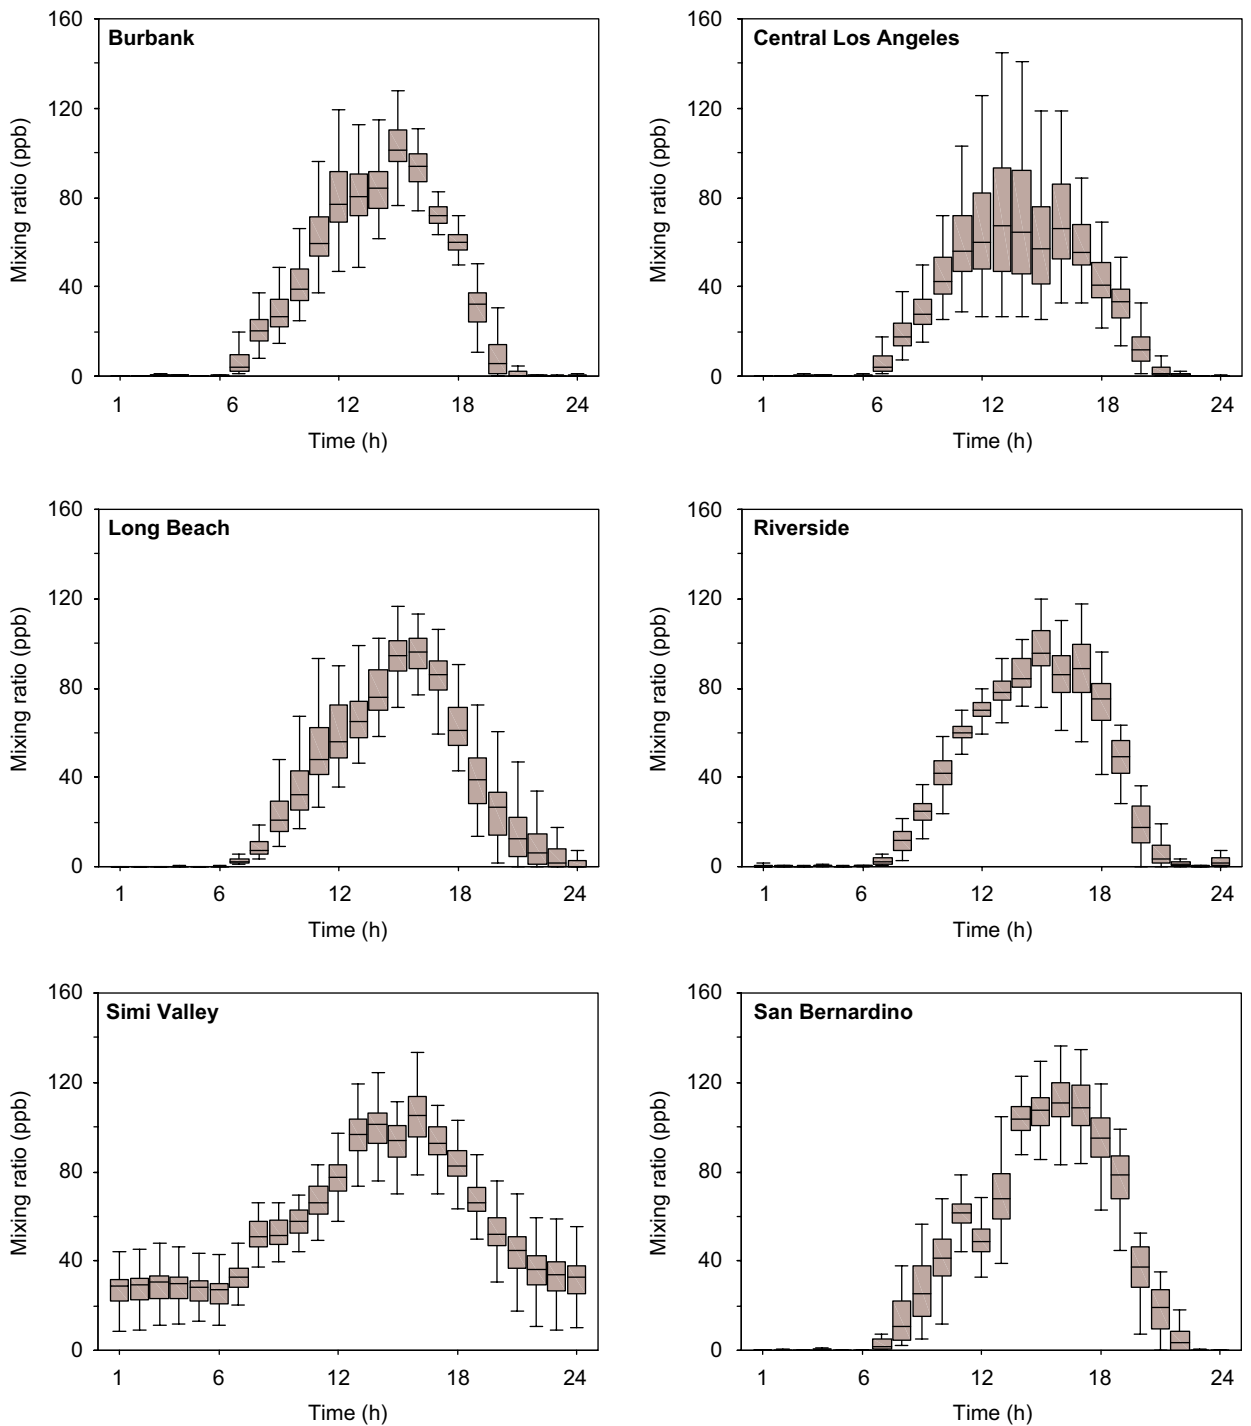 160
Burbank
120
80
40
0
Mixing ratio (ppb)
1 6 12 18 24
Time (h)
160
Central Los Angeles
120
80
40
0
Mixing ratio (ppb)
1 6 12 18 24
Time (h)
160
Long Beach
120
80
40
0
Mixing ratio (ppb)
1 6 12 18 24
Time (h)
160
Riverside
120
80
40
0
Mixing ratio (ppb)
1 6 12 18 24
Time (h)
160
Simi Valley
120
80
40
0
Mixing ratio (ppb)
1 6 12 18 24
Time (h)
160
San Bernardino
120
80
40
0
Mixing ratio (ppb)
1 6 12 18 24
Time (h)